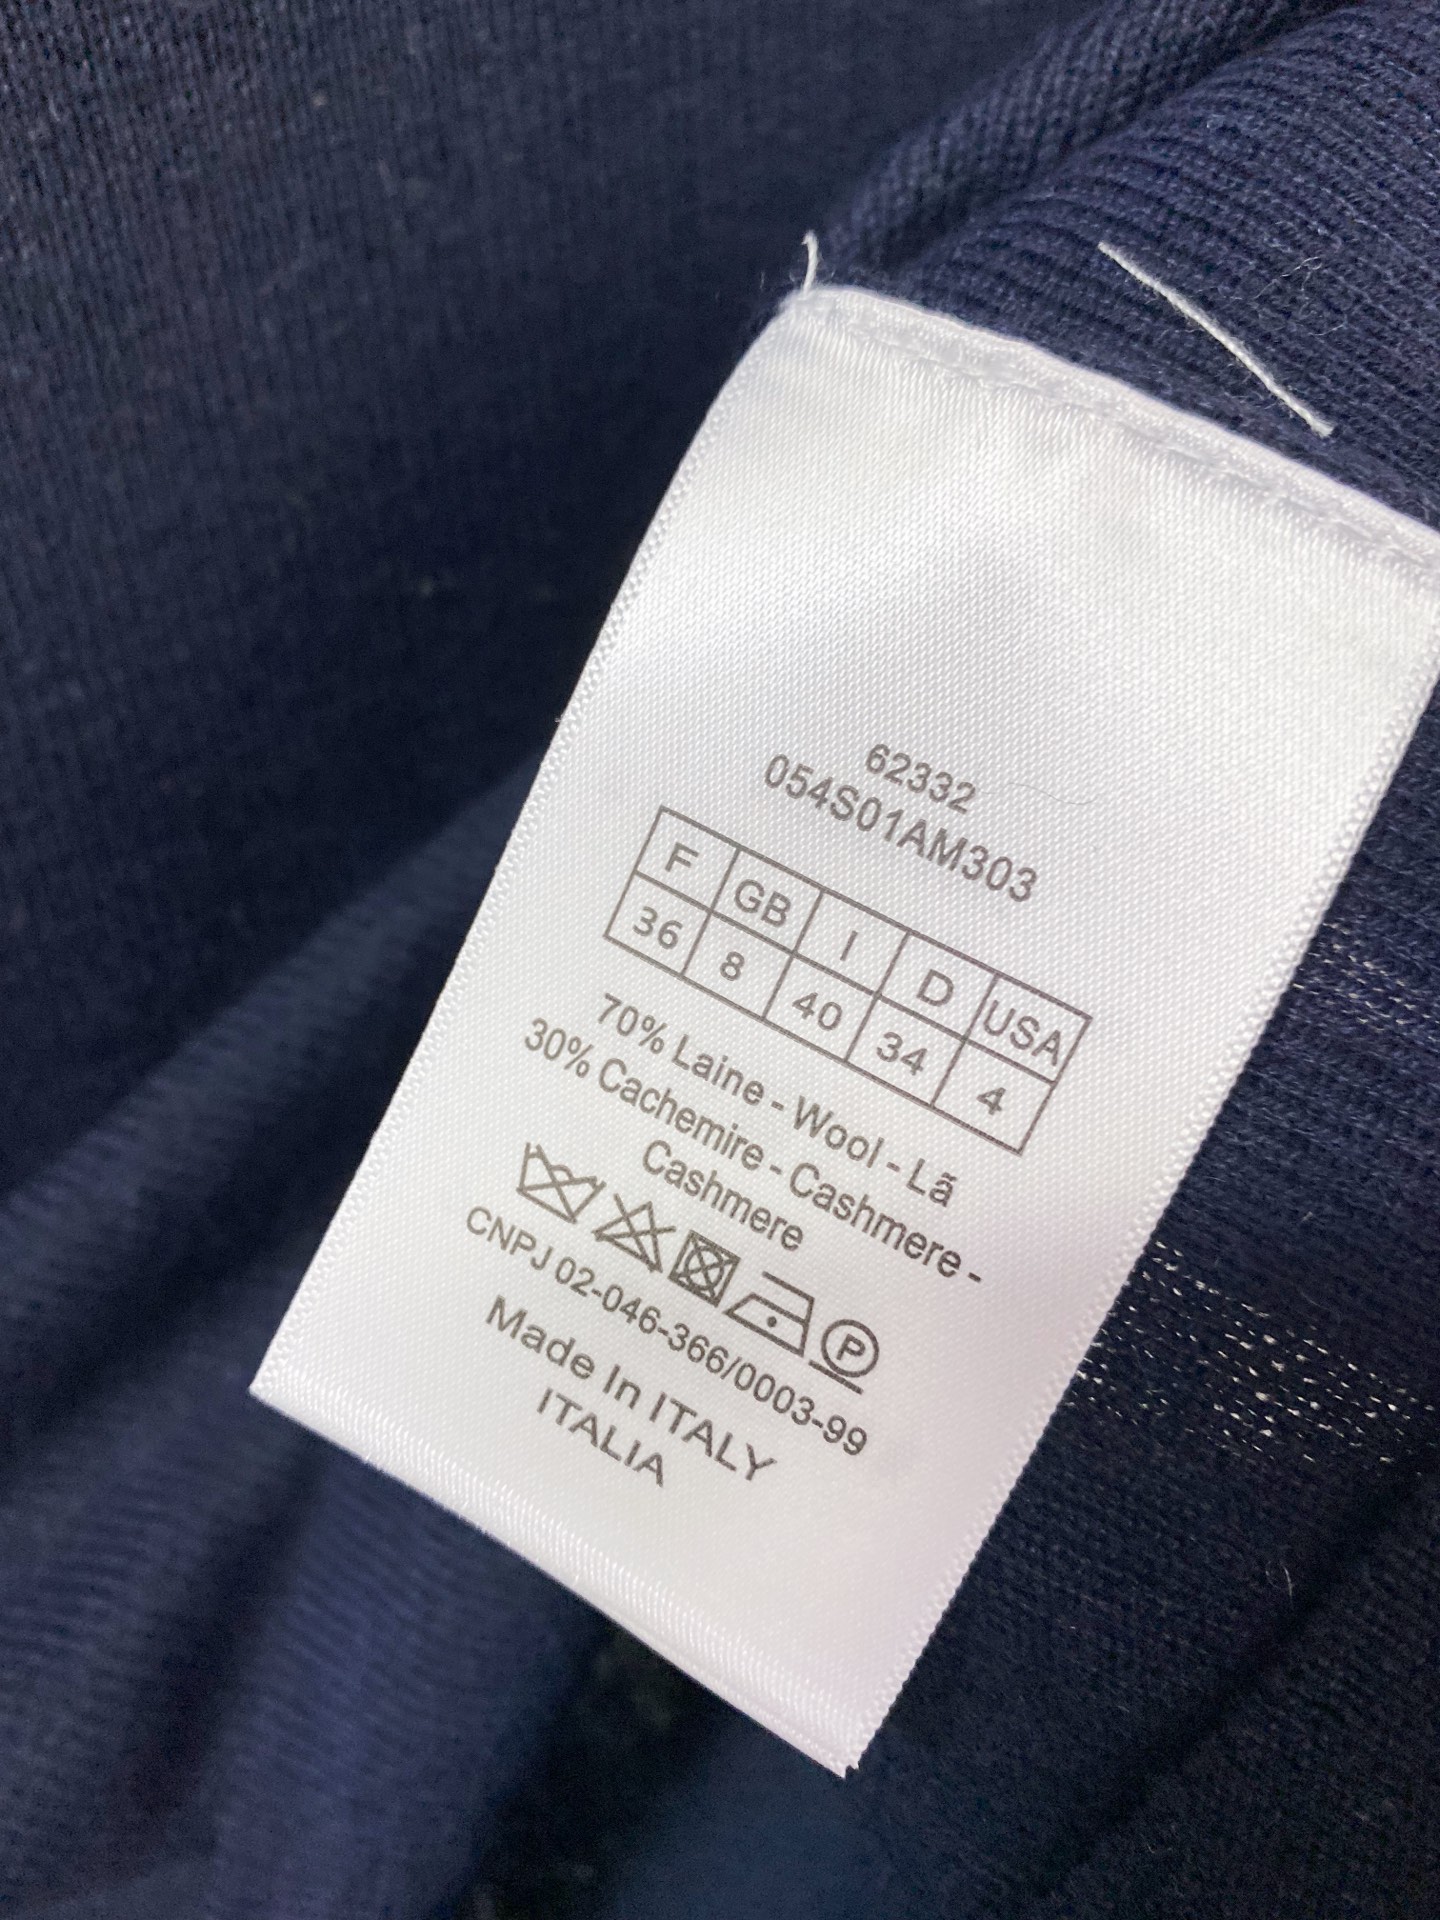 62332
054S01AM303
F GB I D USA
36 8 40 34 4
70% Laine - Wool - Lã
30% Cachemire - Cashmere -
Cashmere
P
CNPJ 02-046-366/0003-99
Made In ITALY
ITALIA